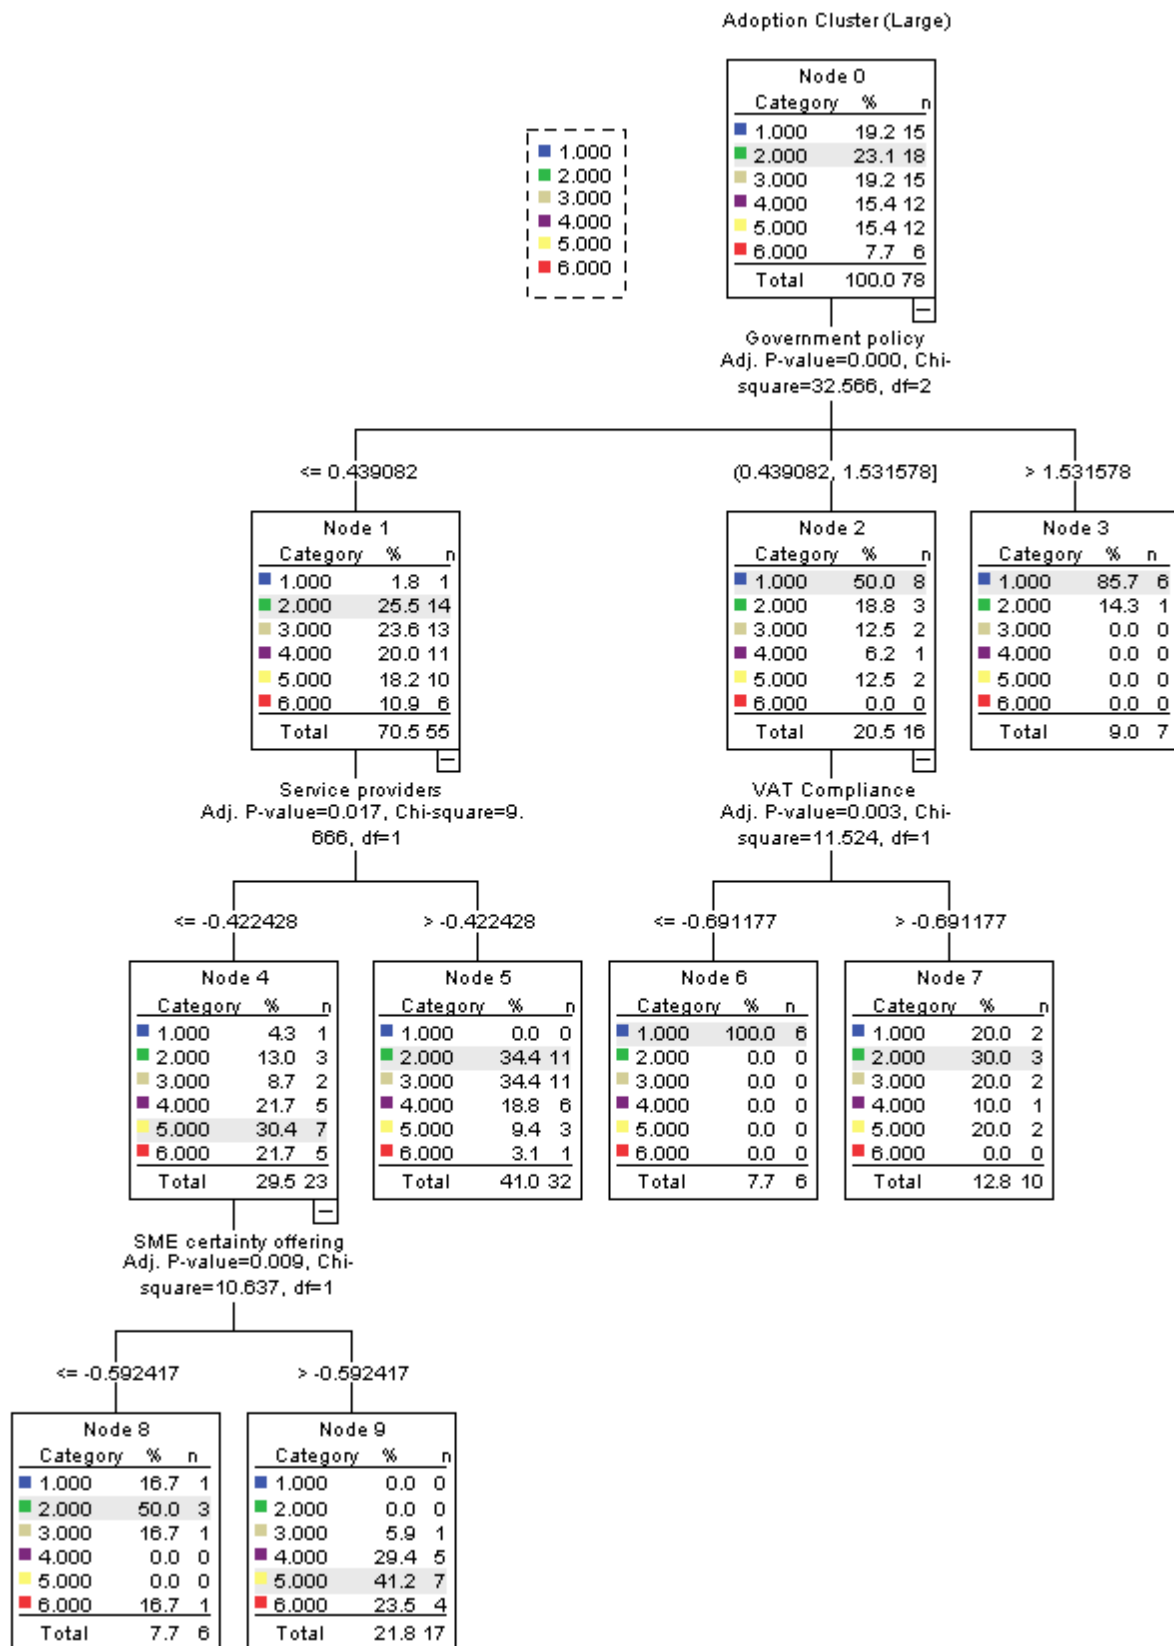 Adoption Cluster (Large)
1.000
2.000
3.000
4.000
5.000
6.000
Node 0
Category % n
1.000 19.2 15
2.000 23.1 18
3.000 19.2 15
4.000 15.4 12
5.000 15.4 12
6.000 7.7 6
Total 100.0 78
Government policy
Adj. P-value=0.000, Chi-
square=32.566, df=2
<= 0.439082
(0.439082, 1.531578]
> 1.531578
Node 1
Category % n
1.000 1.8 1
2.000 25.5 14
3.000 23.6 13
4.000 20.0 11
5.000 18.2 10
6.000 10.9 6
Total 70.5 55
Node 2
Category % n
1.000 50.0 8
2.000 18.8 3
3.000 12.5 2
4.000 6.2 1
5.000 12.5 2
6.000 0.0 0
Total 20.5 16
Node 3
Category % n
1.000 85.7 6
2.000 14.3 1
3.000 0.0 0
4.000 0.0 0
5.000 0.0 0
6.000 0.0 0
Total 9.0 7
Service providers
Adj. P-value=0.017, Chi-square=9.
666, df=1
VAT Compliance
Adj. P-value=0.003, Chi-
square=11.524, df=1
<= -0.422428
> -0.422428
<= -0.691177
> -0.691177
Node 4
Category % n
1.000 4.3 1
2.000 13.0 3
3.000 8.7 2
4.000 21.7 5
5.000 30.4 7
6.000 21.7 5
Total 29.5 23
Node 5
Category % n
1.000 0.0 0
2.000 34.4 11
3.000 34.4 11
4.000 18.8 6
5.000 9.4 3
6.000 3.1 1
Total 41.0 32
Node 6
Category % n
1.000 100.0 6
2.000 0.0 0
3.000 0.0 0
4.000 0.0 0
5.000 0.0 0
6.000 0.0 0
Total 7.7 6
Node 7
Category % n
1.000 20.0 2
2.000 30.0 3
3.000 20.0 2
4.000 10.0 1
5.000 20.0 2
6.000 0.0 0
Total 12.8 10
SME certainty offering
Adj. P-value=0.009, Chi-
square=10.637, df=1
<= -0.592417
> -0.592417
Node 8
Category % n
1.000 16.7 1
2.000 50.0 3
3.000 16.7 1
4.000 0.0 0
5.000 0.0 0
6.000 16.7 1
Total 7.7 6
Node 9
Category % n
1.000 0.0 0
2.000 0.0 0
3.000 5.9 1
4.000 29.4 5
5.000 41.2 7
6.000 23.5 4
Total 21.8 17